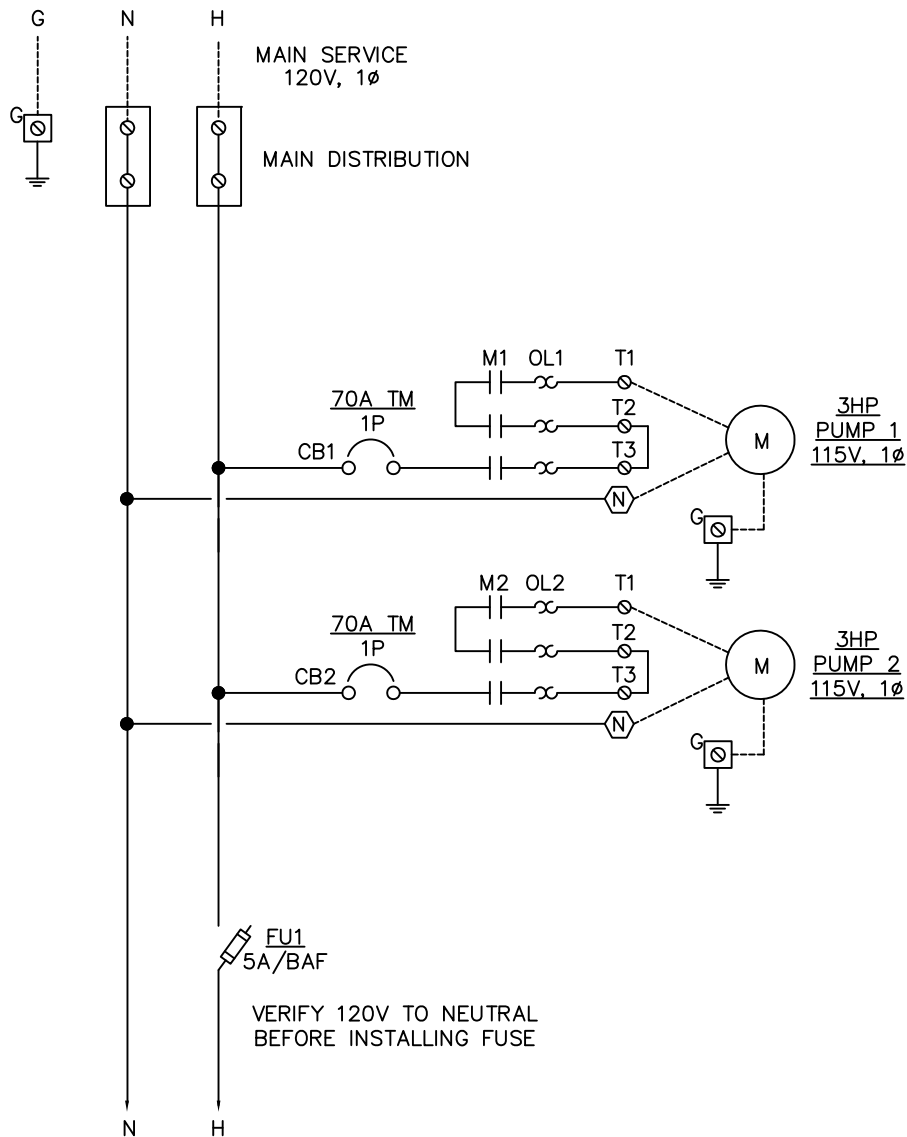 G N H
MAIN SERVICE
120V, 1Ø
G
MAIN DISTRIBUTION
M1 OL1 T1
70A TM
1P
T2
3HP
PUMP 1
115V, 1Ø
CB1
T3
M
N
G
M2 OL2 T1
70A TM
1P
T2
3HP
PUMP 2
115V, 1Ø
CB2
T3
M
N
G
FU1
5A/BAF
VERIFY 120V TO NEUTRAL
BEFORE INSTALLING FUSE
N H